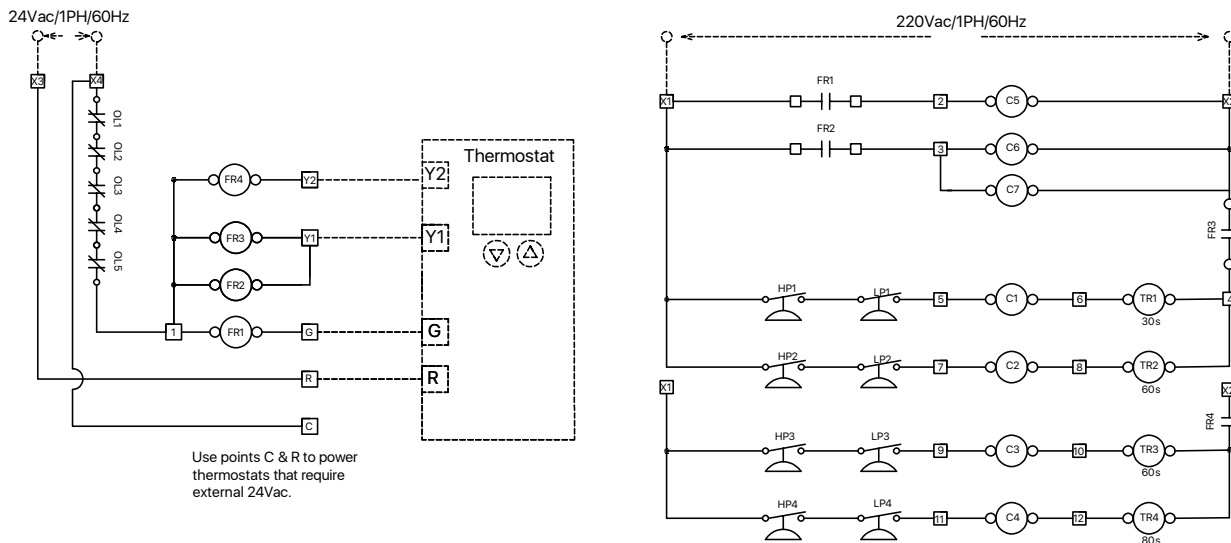 24Vac/1PH/60Hz
X3
X4
OL1
OL2
OL3
OL4
OL5
FR4
Y2
FR3
Y1
FR2
1
FR1
G
R
C
Thermostat
Y2
Y1
G
R
Use points C & R to power
thermostats that require
external 24Vac.
220Vac/1PH/60Hz
X1
FR1
2
C5
FR2
3
C6
C7
FR3
HP1
LP1
5
C1
6
TR1
30s
4
HP2
LP2
7
C2
8
TR2
60s
X1
X2
FR4
HP3
LP3
9
C3
10
TR3
60s
HP4
LP4
11
C4
12
TR4
80s